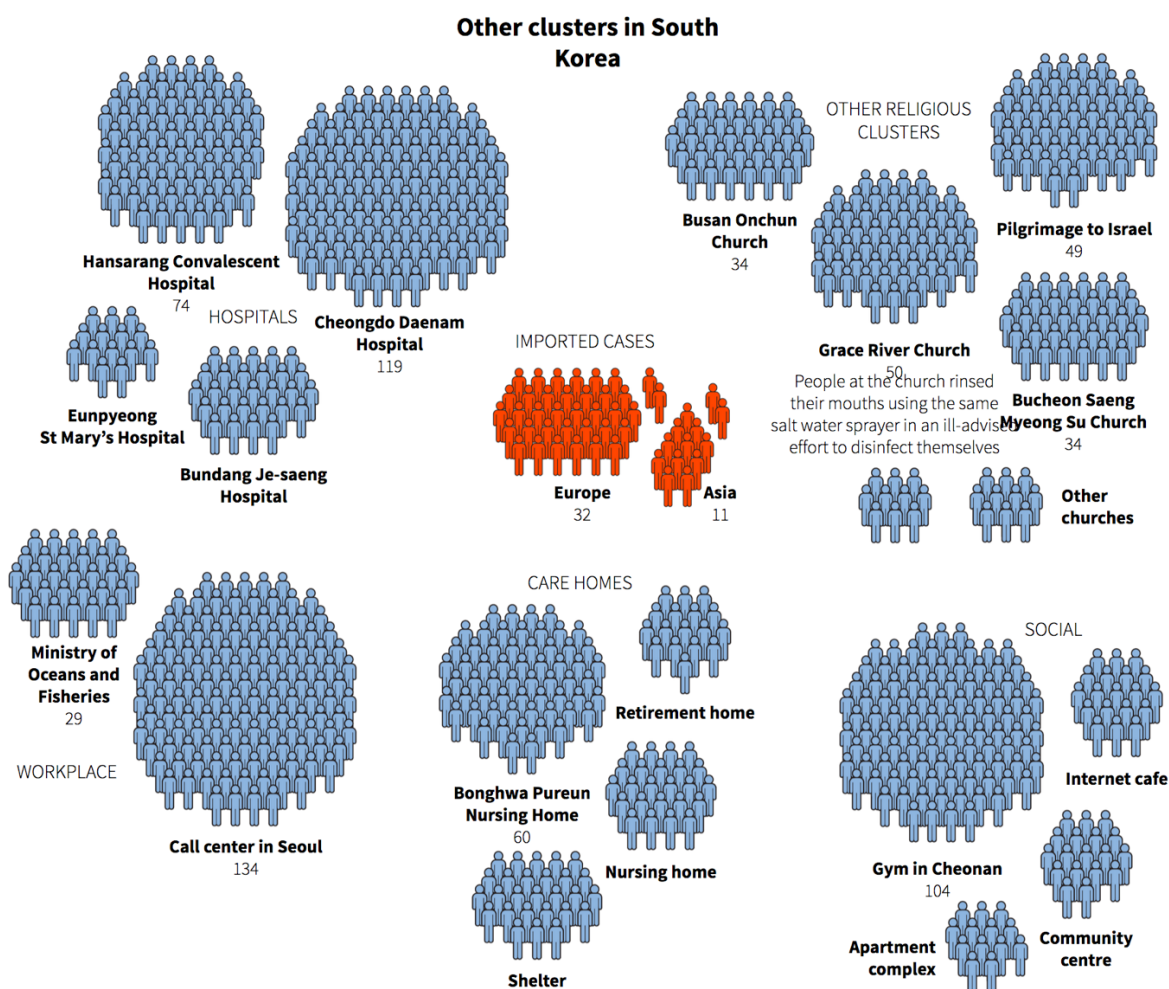 Other clusters in South
Korea
Hansarang Convalescent
Hospital
74
HOSPITALS
Cheongdo Daenam
Hospital
119
Eunpyeong
St Mary’s Hospital
Bundang Je-saeng
Hospital
IMPORTED CASES
Europe
32
Asia
11
OTHER RELIGIOUS
CLUSTERS
Busan Onchun
Church
34
Pilgrimage to Israel
49
Grace River Church
50
People at the church rinsed
their mouths using the same
salt water sprayer in an ill-advised
effort to disinfect themselves
Bucheon Saeng
Myeong Su Church
34
Other
churches
Ministry of
Oceans and
Fisheries
29
WORKPLACE
Call center in Seoul
134
CARE HOMES
Retirement home
Bonghwa Pureun
Nursing Home
60
Nursing home
Shelter
SOCIAL
Internet cafe
Gym in Cheonan
104
Apartment
complex
Community
centre